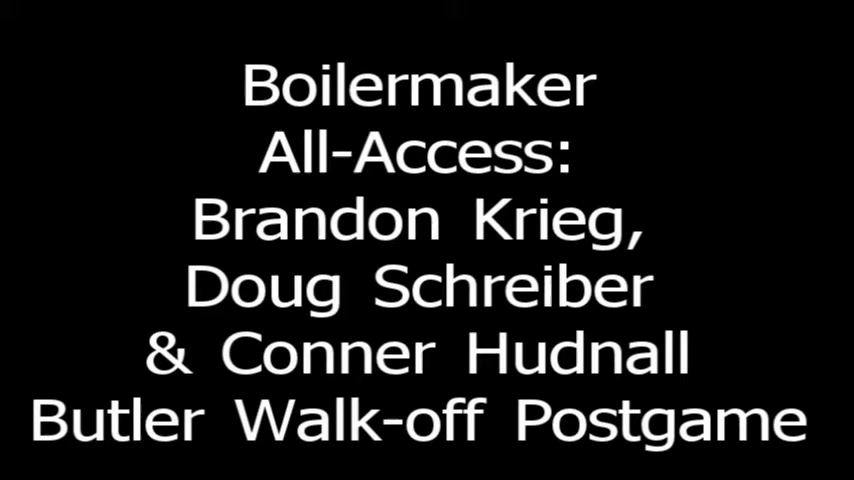 Boilermaker
All-Access:
Brandon Krieg,
Doug Schreiber
& Conner Hudnall
Butler Walk-off Postgame